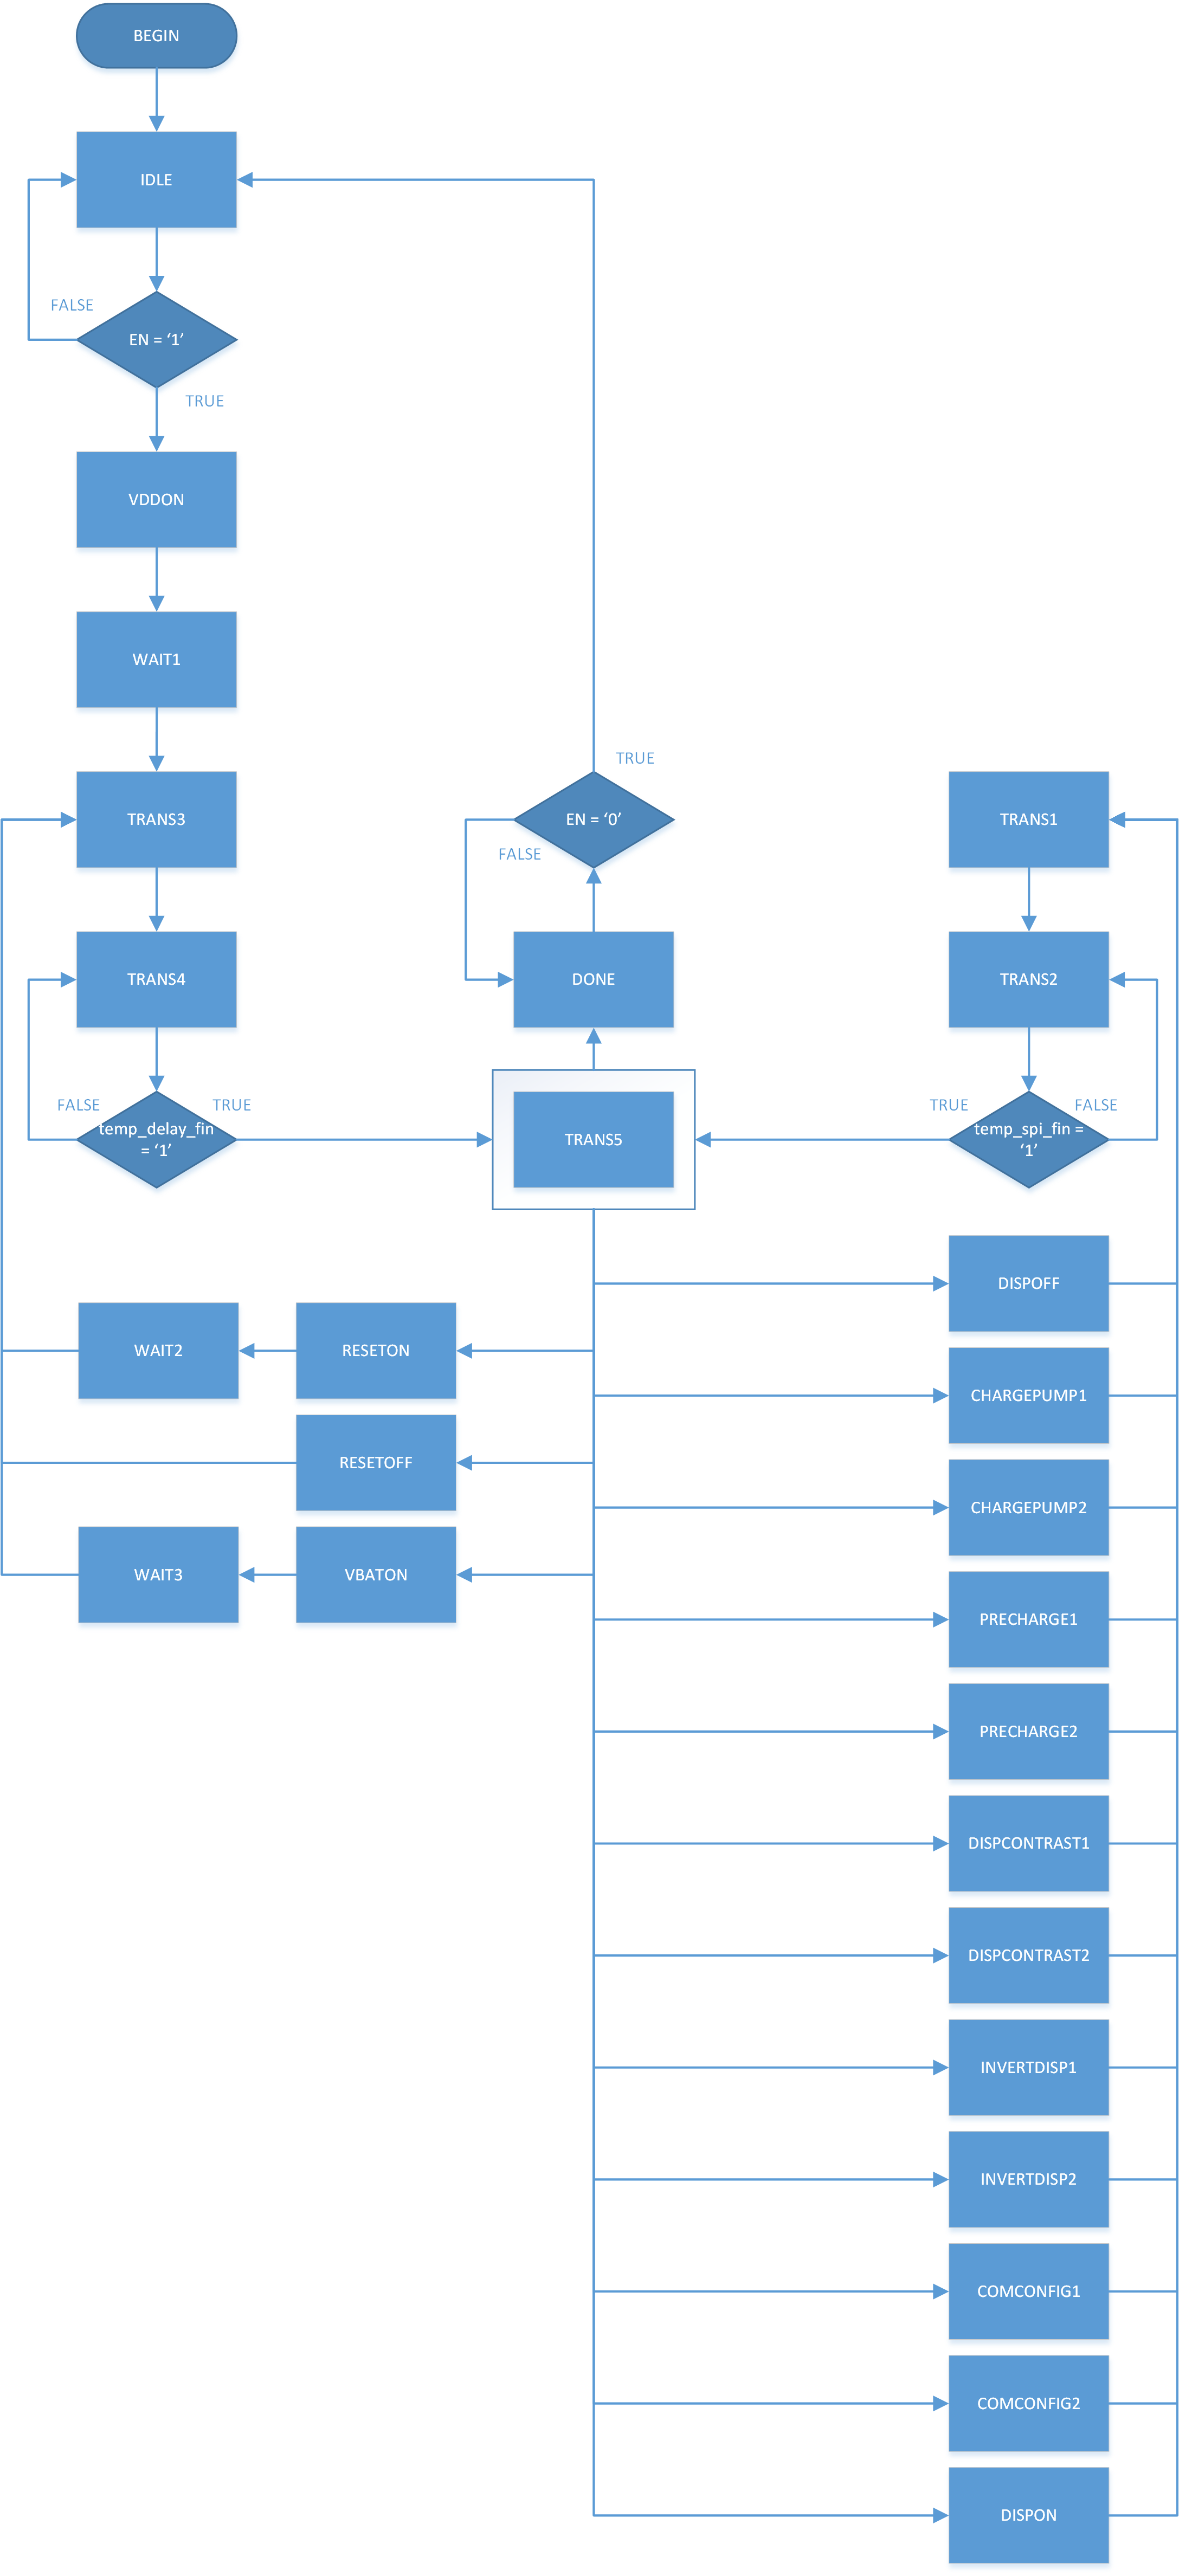 BEGIN
IDLE
FALSE
EN = ‘1’
TRUE
VDDON
WAIT1
TRUE
TRANS3
EN = ‘0’
TRANS1
FALSE
TRANS4
DONE
TRANS2
FALSE
TRUE
TRUE
FALSE
temp_delay_fin
= ‘1’
TRANS5
temp_spi_fin =
‘1’
DISPOFF
WAIT2
RESETON
CHARGEPUMP1
RESETOFF
CHARGEPUMP2
WAIT3
VBATON
PRECHARGE1
PRECHARGE2
DISPCONTRAST1
DISPCONTRAST2
INVERTDISP1
INVERTDISP2
COMCONFIG1
COMCONFIG2
DISPON